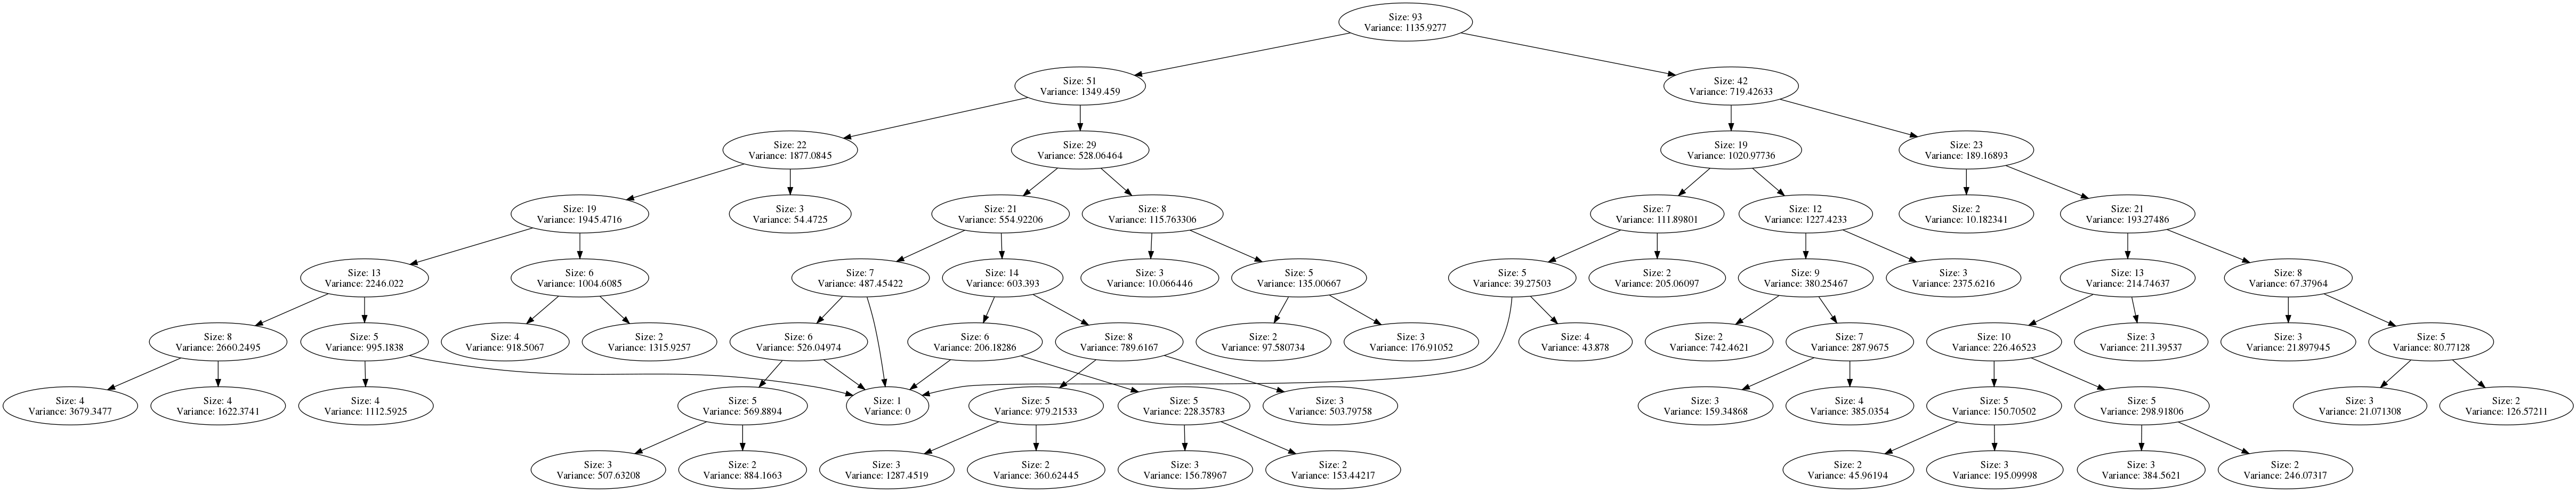 Size: 93
Variance: 1135.9277
Size: 51
Variance: 1349.459
Size: 42
Variance: 719.42633
Size: 22
Variance: 1877.0845
Size: 29
Variance: 528.06464
Size: 19
Variance: 1020.97736
Size: 23
Variance: 189.16893
Size: 19
Variance: 1945.4716
Size: 3
Variance: 54.4725
Size: 21
Variance: 554.92206
Size: 8
Variance: 115.763306
Size: 7
Variance: 111.89801
Size: 12
Variance: 1227.4233
Size: 2
Variance: 10.182341
Size: 21
Variance: 193.27486
Size: 13
Variance: 2246.022
Size: 6
Variance: 1004.6085
Size: 7
Variance: 487.45422
Size: 14
Variance: 603.393
Size: 3
Variance: 10.066446
Size: 5
Variance: 135.00667
Size: 5
Variance: 39.27503
Size: 2
Variance: 205.06097
Size: 9
Variance: 380.25467
Size: 3
Variance: 2375.6216
Size: 13
Variance: 214.74637
Size: 8
Variance: 67.37964
Size: 8
Variance: 2660.2495
Size: 5
Variance: 995.1838
Size: 4
Variance: 918.5067
Size: 2
Variance: 1315.9257
Size: 6
Variance: 526.04974
Size: 6
Variance: 206.18286
Size: 8
Variance: 789.6167
Size: 2
Variance: 97.580734
Size: 3
Variance: 176.91052
Size: 4
Variance: 43.878
Size: 2
Variance: 742.4621
Size: 7
Variance: 287.9675
Size: 10
Variance: 226.46523
Size: 3
Variance: 211.39537
Size: 3
Variance: 21.897945
Size: 5
Variance: 80.77128
Size: 4
Variance: 3679.3477
Size: 4
Variance: 1622.3741
Size: 4
Variance: 1112.5925
Size: 5
Variance: 569.8894
Size: 1
Variance: 0
Size: 5
Variance: 979.21533
Size: 5
Variance: 228.35783
Size: 3
Variance: 503.79758
Size: 3
Variance: 159.34868
Size: 4
Variance: 385.0354
Size: 5
Variance: 150.70502
Size: 5
Variance: 298.91806
Size: 3
Variance: 21.071308
Size: 2
Variance: 126.57211
Size: 3
Variance: 507.63208
Size: 2
Variance: 884.1663
Size: 3
Variance: 1287.4519
Size: 2
Variance: 360.62445
Size: 3
Variance: 156.78967
Size: 2
Variance: 153.44217
Size: 2
Variance: 45.96194
Size: 3
Variance: 195.09998
Size: 3
Variance: 384.5621
Size: 2
Variance: 246.07317